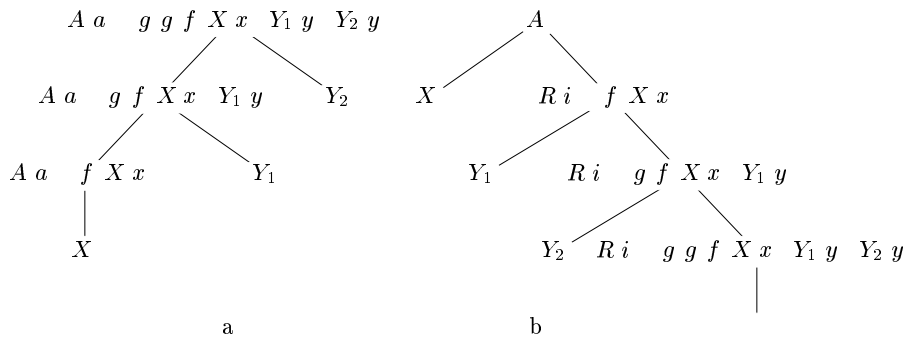 A a g g f X x Y₁ y Y₂ y A
A a g f X x Y₁ y Y₂ X R i f X x
A a f X x Y₁ Y₁ R i g f X x Y₁ y
X Y₂ R i g g f X x Y₁ y Y₂ y
a b